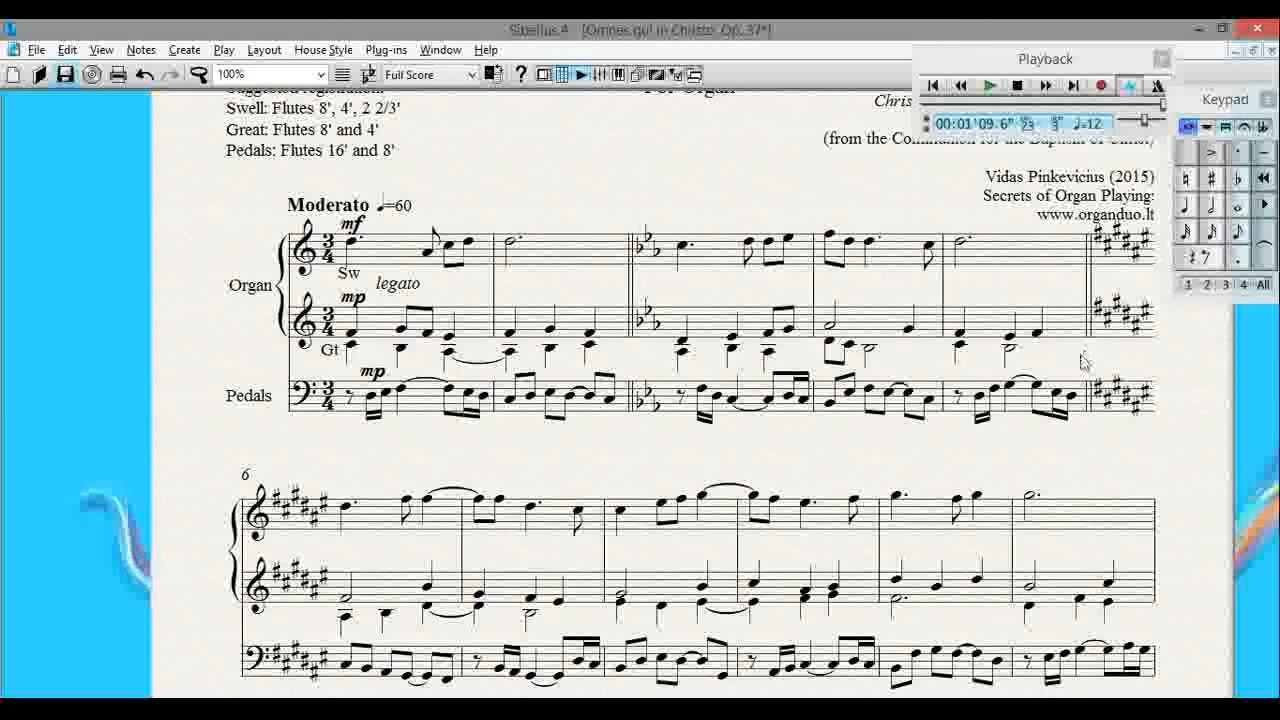 Sibelius 4 [Omnes qui in Christo, Op. 37*]
File Edit View Notes Create Play Layout House Style Plug-ins Window Help
100% Full Score
Playback
00:01'09.6" ♩=12
Keypad
1 2 3 4 All
Suggested registration:
Swell: Flutes 8', 4', 2 2/3'
Great: Flutes 8' and 4'
Pedals: Flutes 16' and 8'
For Organ
Chris
(from the Communion for the Baptism of Christ)
Vidas Pinkevicius (2015)
Secrets of Organ Playing:
www.organduo.lt
Moderato ♩=60
mf
Sw
legato
Organ
mp
Gt
mp
Pedals
6